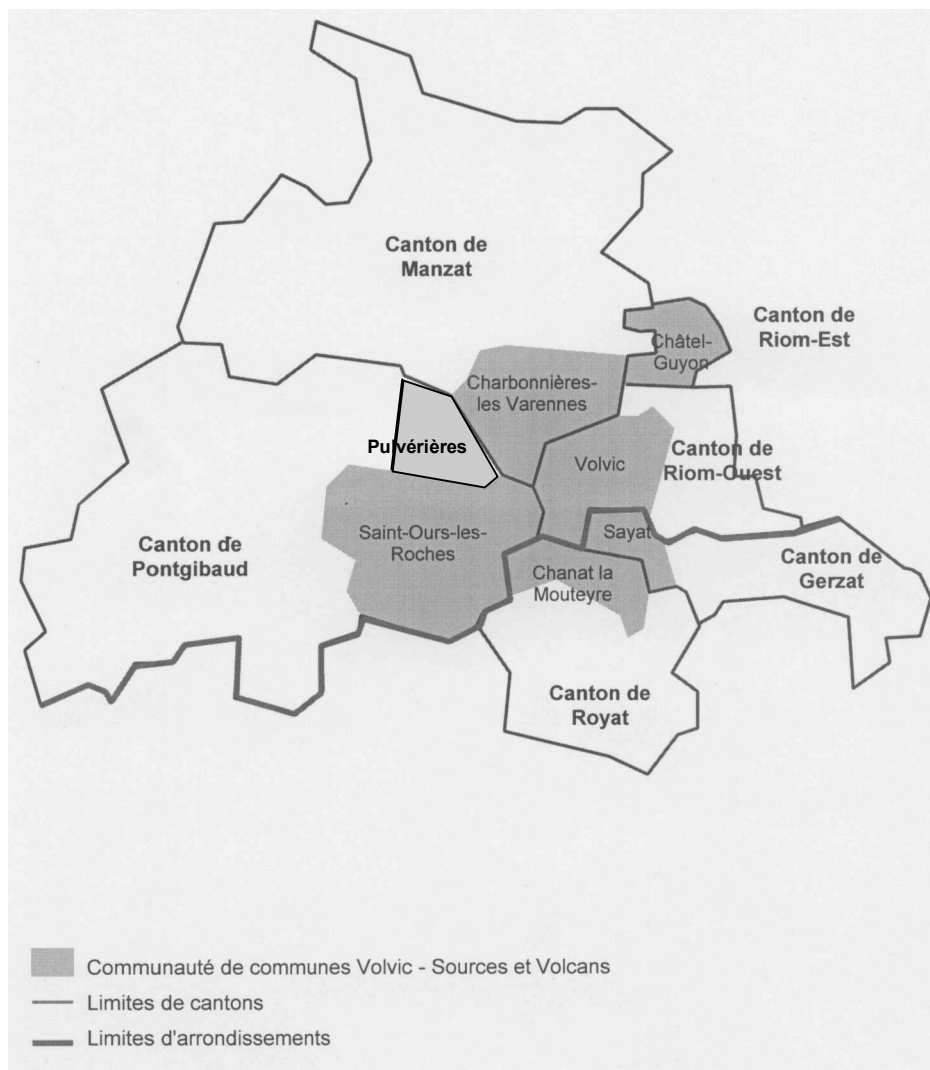 Canton de
Manzat
Canton de
Riom-Est
Châtel-
Guyon
Charbonnières-
les Varennes
Pulvérières
Volvic
Canton de
Riom-Ouest
Saint-Ours-les-
Roches
Sayat
Canton de
Pontgibaud
Chanat la
Mouteyre
Canton de
Gerzat
Canton de
Royat
Communauté de communes Volvic - Sources et Volcans
Limites de cantons
Limites d'arrondissements